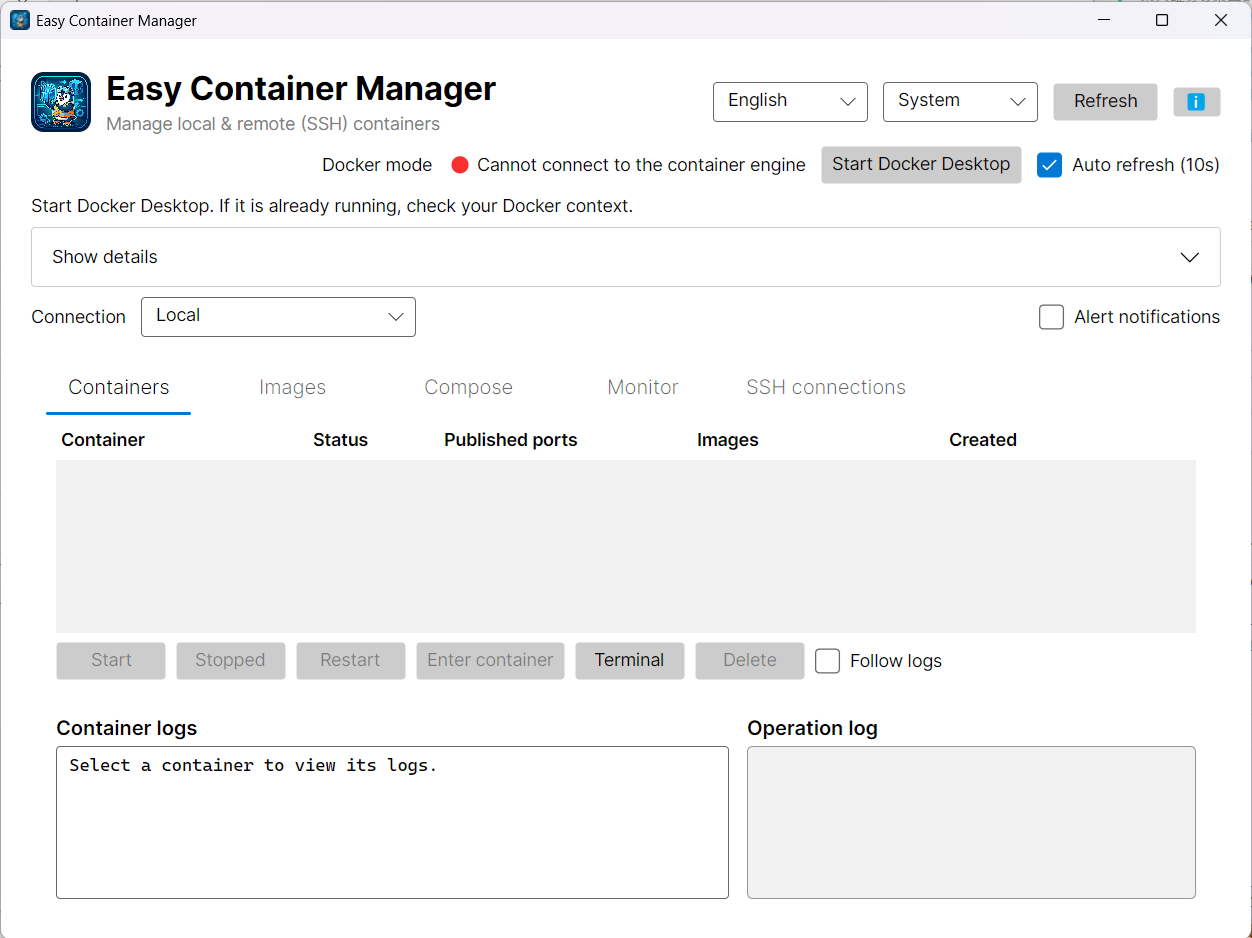 Easy Container Manager
Easy Container Manager
Manage local & remote (SSH) containers
English
System
Refresh
i
Docker mode
Cannot connect to the container engine
Start Docker Desktop
Auto refresh (10s)
Start Docker Desktop. If it is already running, check your Docker context.
Show details
Connection
Local
Alert notifications
Containers Images Compose Monitor SSH connections
Container Status Published ports Images Created
Start Stopped Restart Enter container Terminal Delete Follow logs
Container logs
Select a container to view its logs.
Operation log